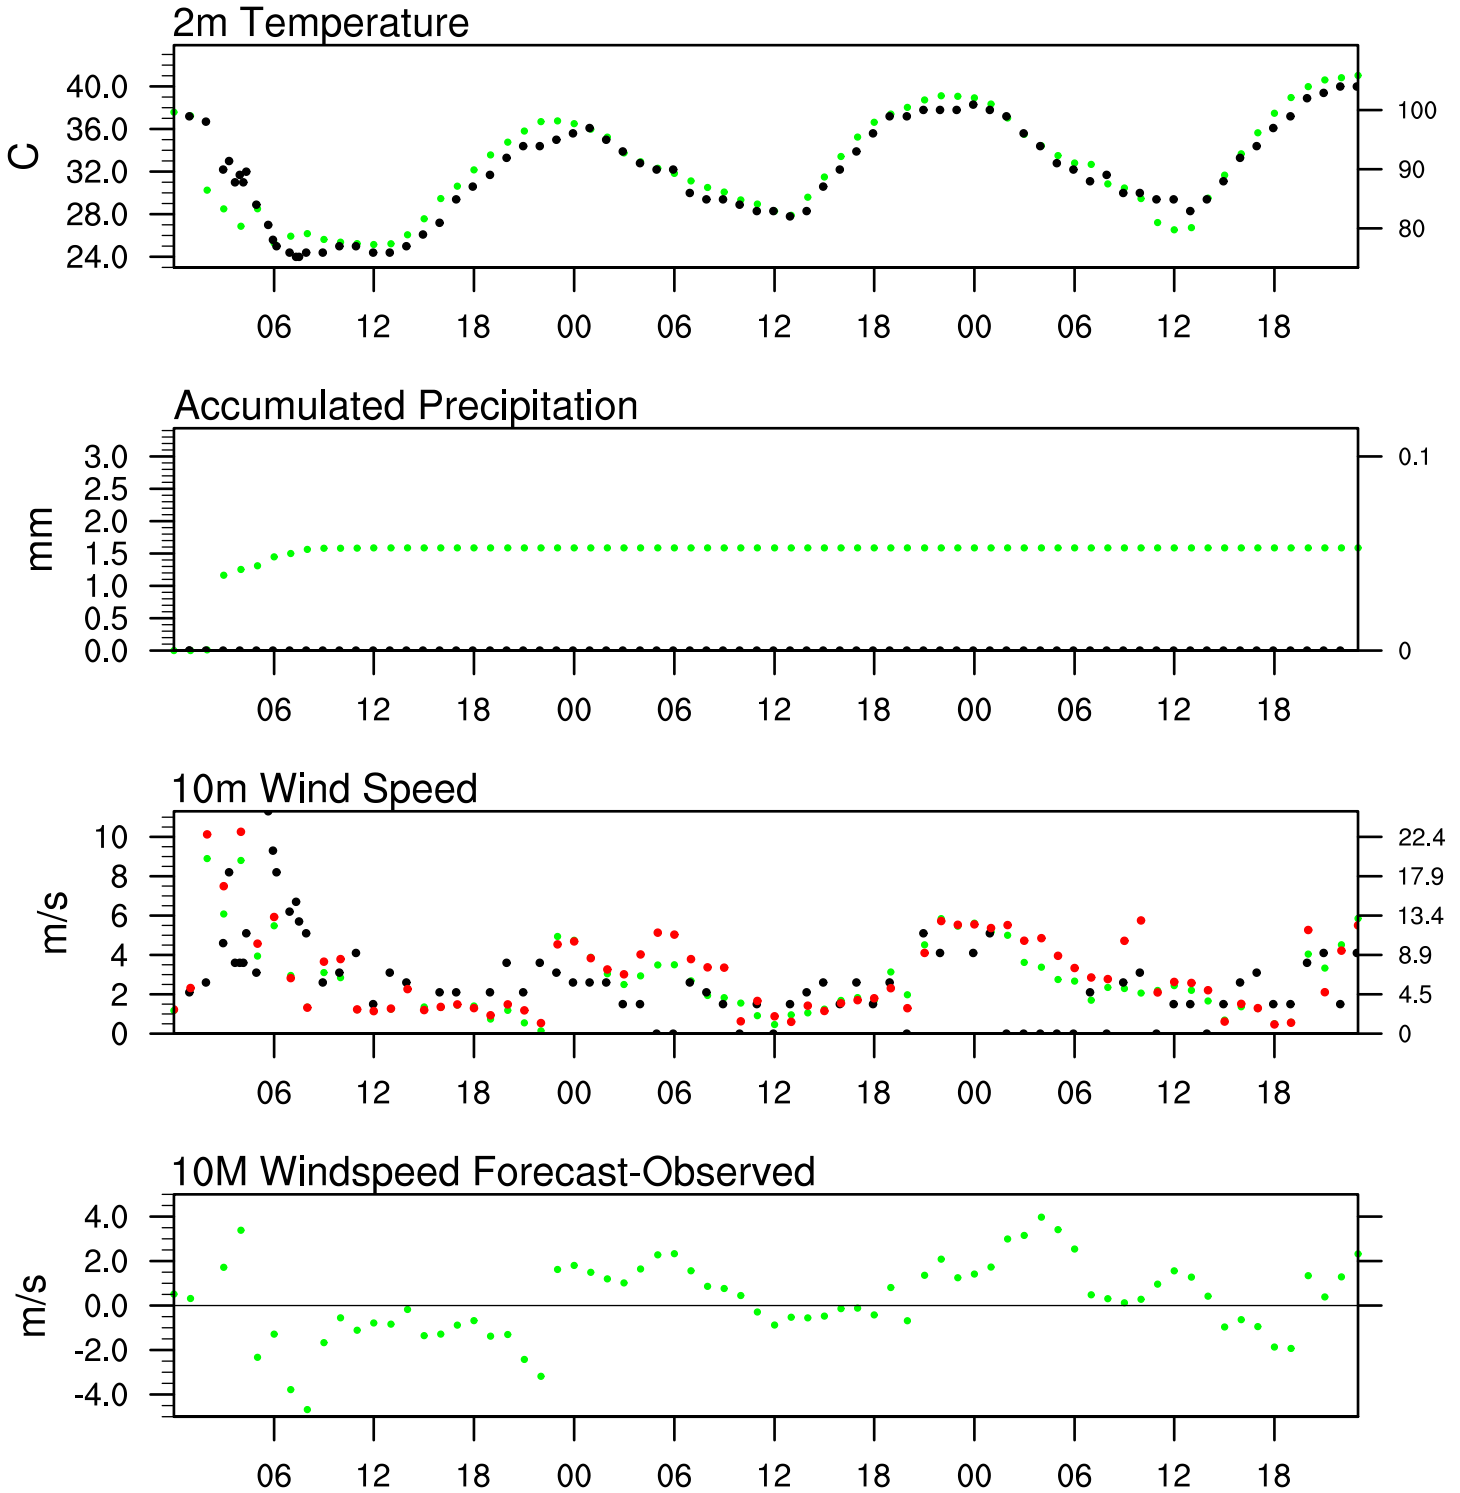 2m Temperature
40.0
36.0
32.0
28.0
24.0
C
100
90
80
06 12 18 00 06 12 18 00 06 12 18
Accumulated Precipitation
3.0
2.5
2.0
1.5
1.0
0.5
0.0
mm
0.1
0
06 12 18 00 06 12 18 00 06 12 18
10m Wind Speed
10
8
6
4
2
0
m/s
22.4
17.9
13.4
8.9
4.5
0
06 12 18 00 06 12 18 00 06 12 18
10M Windspeed Forecast-Observed
4.0
2.0
0.0
-2.0
-4.0
m/s
06 12 18 00 06 12 18 00 06 12 18